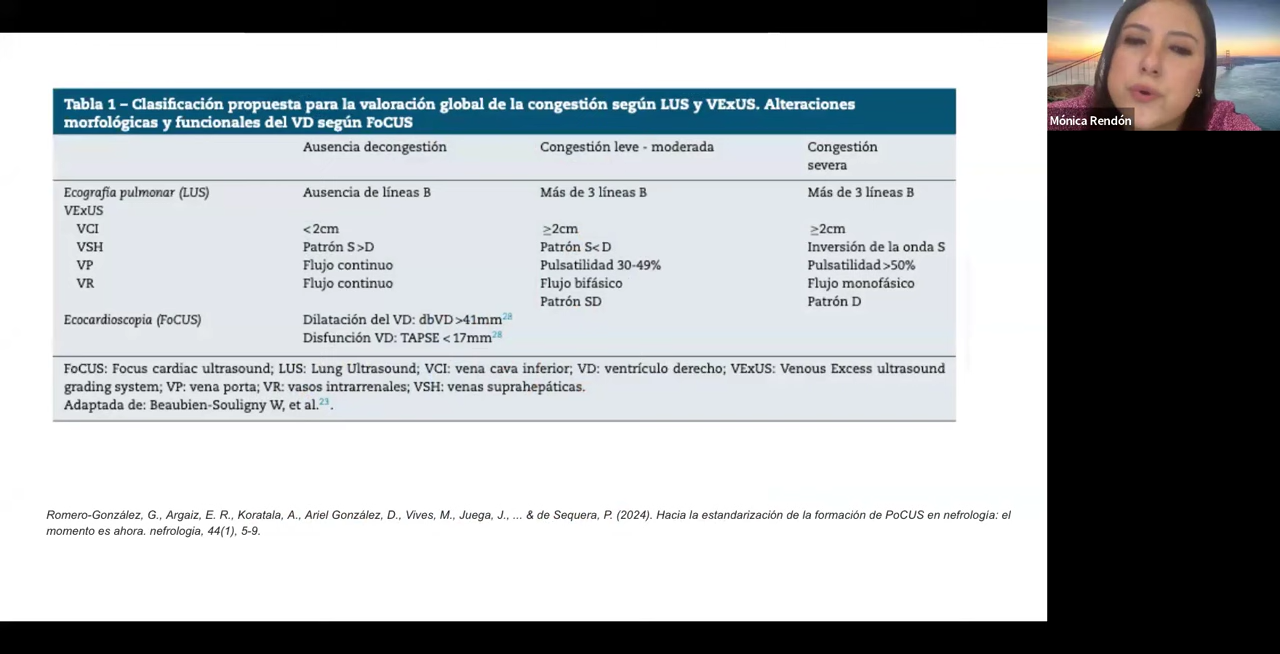 Mónica Rendón
Tabla 1 – Clasificación propuesta para la valoración global de la congestión según LUS y VExUS. Alteraciones
morfológicas y funcionales del VD según FoCUS
Ausencia decongestión Congestión leve - moderada Congestión
severa
Ecografía pulmonar (LUS) Ausencia de líneas B Más de 3 líneas B Más de 3 líneas B
VExUS
VCI <2cm ≥2cm ≥2cm
VSH Patrón S>D Patrón S<D Inversión de la onda S
VP Flujo continuo Pulsatilidad 30-49% Pulsatilidad >50%
VR Flujo continuo Flujo bifásico Flujo monofásico
Patrón SD Patrón D
Ecocardioscopia (FoCUS) Dilatación del VD: dbVD >41mm28
Disfunción VD: TAPSE <17mm28
FoCUS: Focus cardiac ultrasound; LUS: Lung Ultrasound; VCI: vena cava inferior; VD: ventrículo derecho; VExUS: Venous Excess ultrasound
grading system; VP: vena porta; VR: vasos intrarrenales; VSH: venas suprahepáticas.
Adaptada de: Beaubien-Souligny W, et al.23.
Romero-González, G., Argaiz, E. R., Koratala, A., Ariel González, D., Vives, M., Juega, J., ... & de Sequera, P. (2024). Hacia la estandarización de la formación de PoCUS en nefrología: el
momento es ahora. nefrologia, 44(1), 5-9.